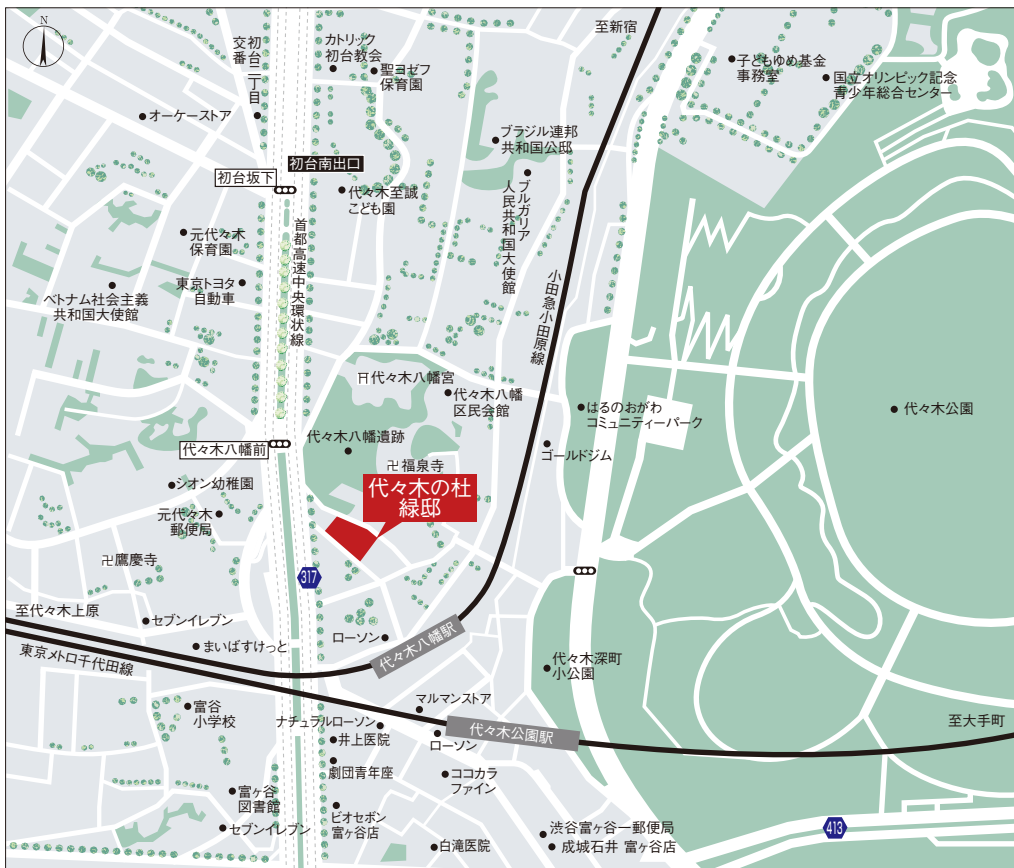 N
至新宿
初台二丁目
交番
カトリック
初台教会
聖ヨゼフ
保育園
子どもゆめ基金
事務室
国立オリンピック記念
青少年総合センター
オーケーストア
ブラジル連邦
共和国公邸
初台南出口
初台坂下
代々木至誠
こども園
ブルガリア
人民共和国大使館
元代々木
保育園
首都高速中央環状線
東京トヨタ
自動車
ベトナム社会主義
共和国大使館
小田急小田原線
代々木八幡宮
代々木八幡
区民会館
はるのおがわ
コミュニティーパーク
代々木公園
代々木八幡前
代々木八幡遺跡
ゴールドジム
卍福泉寺
シオン幼稚園
代々木の杜
緑邸
元代々木
郵便局
卍鷹慶寺
317
至代々木上原
セブンイレブン
ローソン
代々木八幡駅
まいばすけっと
東京メトロ千代田線
代々木深町
小公園
富谷
小学校
マルマンストア
ナチュラルローソン
代々木公園駅
至大手町
井上医院
ローソン
劇団青年座
ココカラ
ファイン
富ヶ谷
図書館
ビオセボン
富ヶ谷店
セブンイレブン
渋谷富ヶ谷一郵便局
413
白滝医院
成城石井 富ヶ谷店